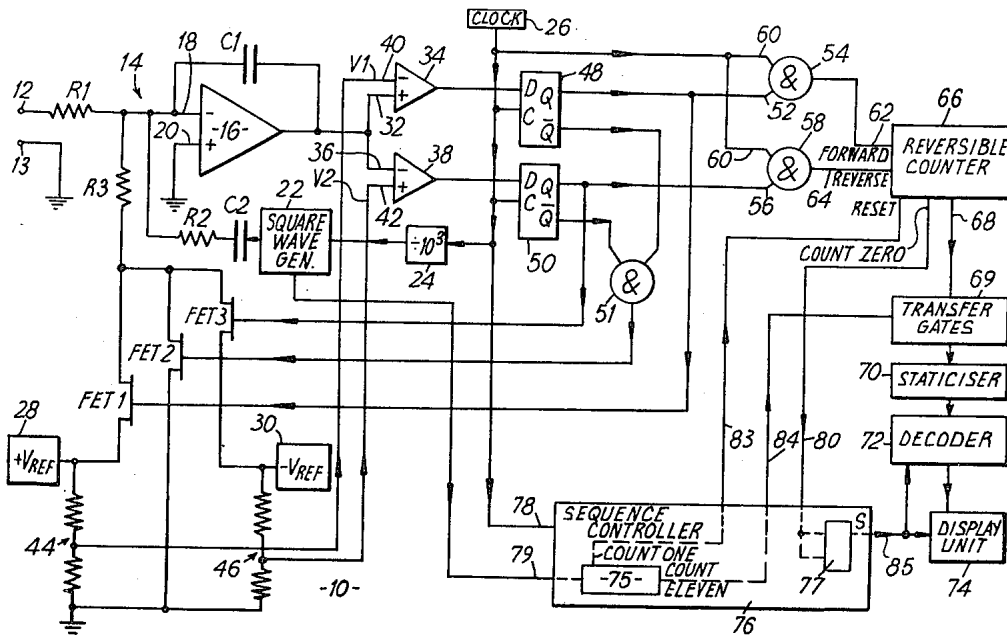 CLOCK
26
14
18
C1
12
R1
13
20
-16-
R3
V1
40
34
32
36
38
V2
42
D Q
C Q̄
48
D Q
C Q̄
50
60
&
54
52
60
&
58
56
62
66
FORWARD
REVERSE
64
REVERSIBLE
COUNTER
RESET
COUNT ZERO
68
R2
C2
22
SQUARE
WAVE
GEN.
÷10³
24
&
51
FET3
FET2
FET1
28
+VREF
30
-VREF
44
46
-10-
69
TRANSFER
GATES
70
STATICISER
72
DECODER
83
84
80
78
79
SEQUENCE
CONTROLLER
COUNT ONE
-75-
COUNT
ELEVEN
S
77
76
85
DISPLAY
UNIT
74